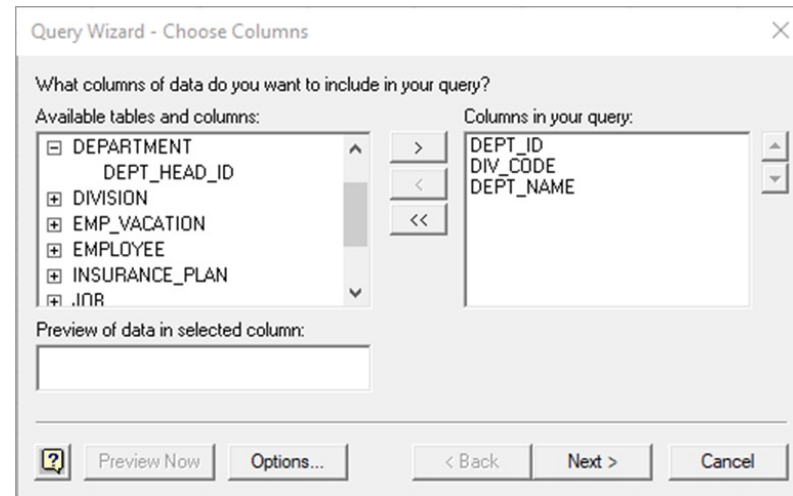 Query Wizard - Choose Columns
What columns of data do you want to include in your query?
Available tables and columns:
DEPARTMENT
DEPT_HEAD_ID
DIVISION
EMP_VACATION
EMPLOYEE
INSURANCE_PLAN
JOB
>
<
<<
Columns in your query:
DEPT_ID
DIV_CODE
DEPT_NAME
Preview of data in selected column:
? Preview Now Options... < Back Next > Cancel